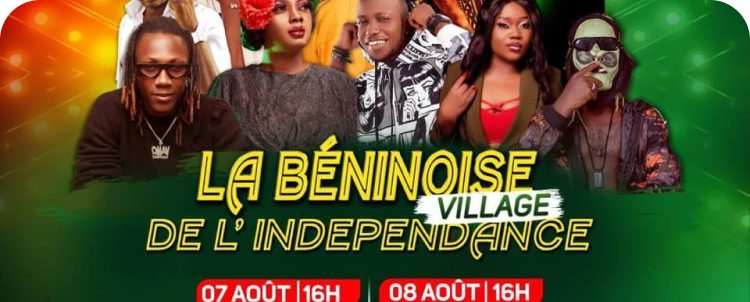 LA BÉNINOISE
VILLAGE
DE L' INDEPENDANCE
07 AOÛT | 16H
08 AOÛT | 16H